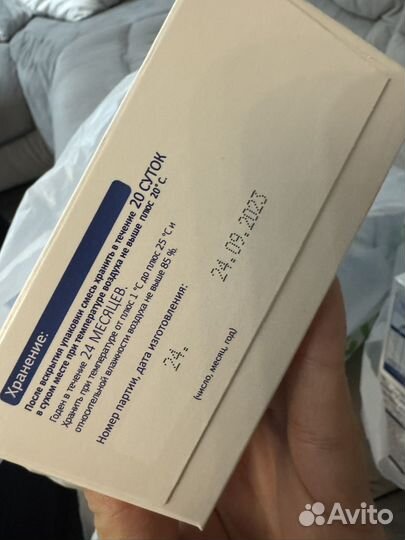 Хранение:
После вскрытия упаковки смесь хранить в течение 20 СУТОК
в сухом месте при температуре воздуха не выше плюс 20°С.
Годен в течение 24 МЕСЯЦЕВ.
Хранить при температуре от плюс 1 °С до плюс 25 °С и
относительной влажности воздуха не выше 85 %.
Номер партии, дата изготовления:
24. 24.09.2023
(число, месяц, год)
Avito